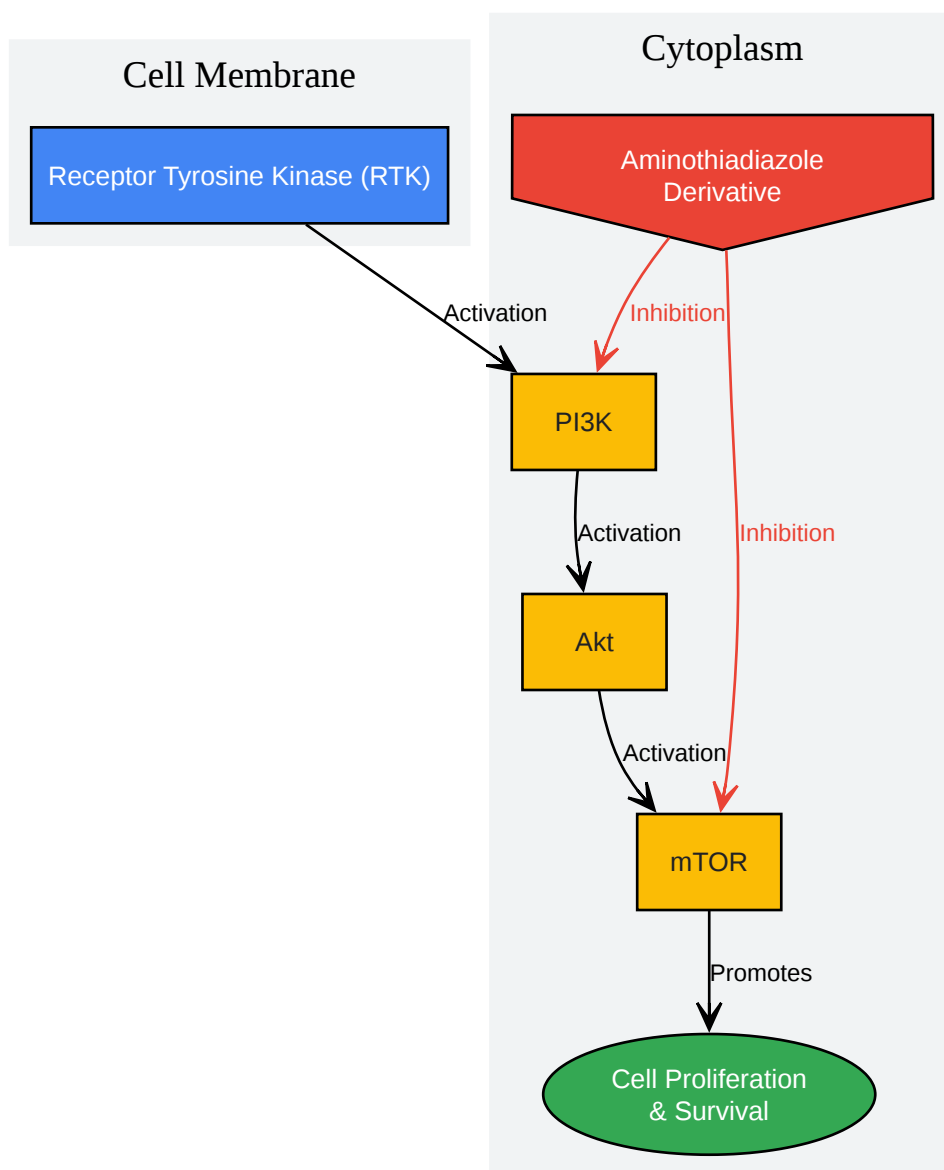 Cell Membrane
Cytoplasm
Receptor Tyrosine Kinase (RTK)
Aminothiadiazole
Derivative
Activation
Inhibition
PI3K
Activation
Inhibition
Akt
Activation
mTOR
Promotes
Cell Proliferation
& Survival